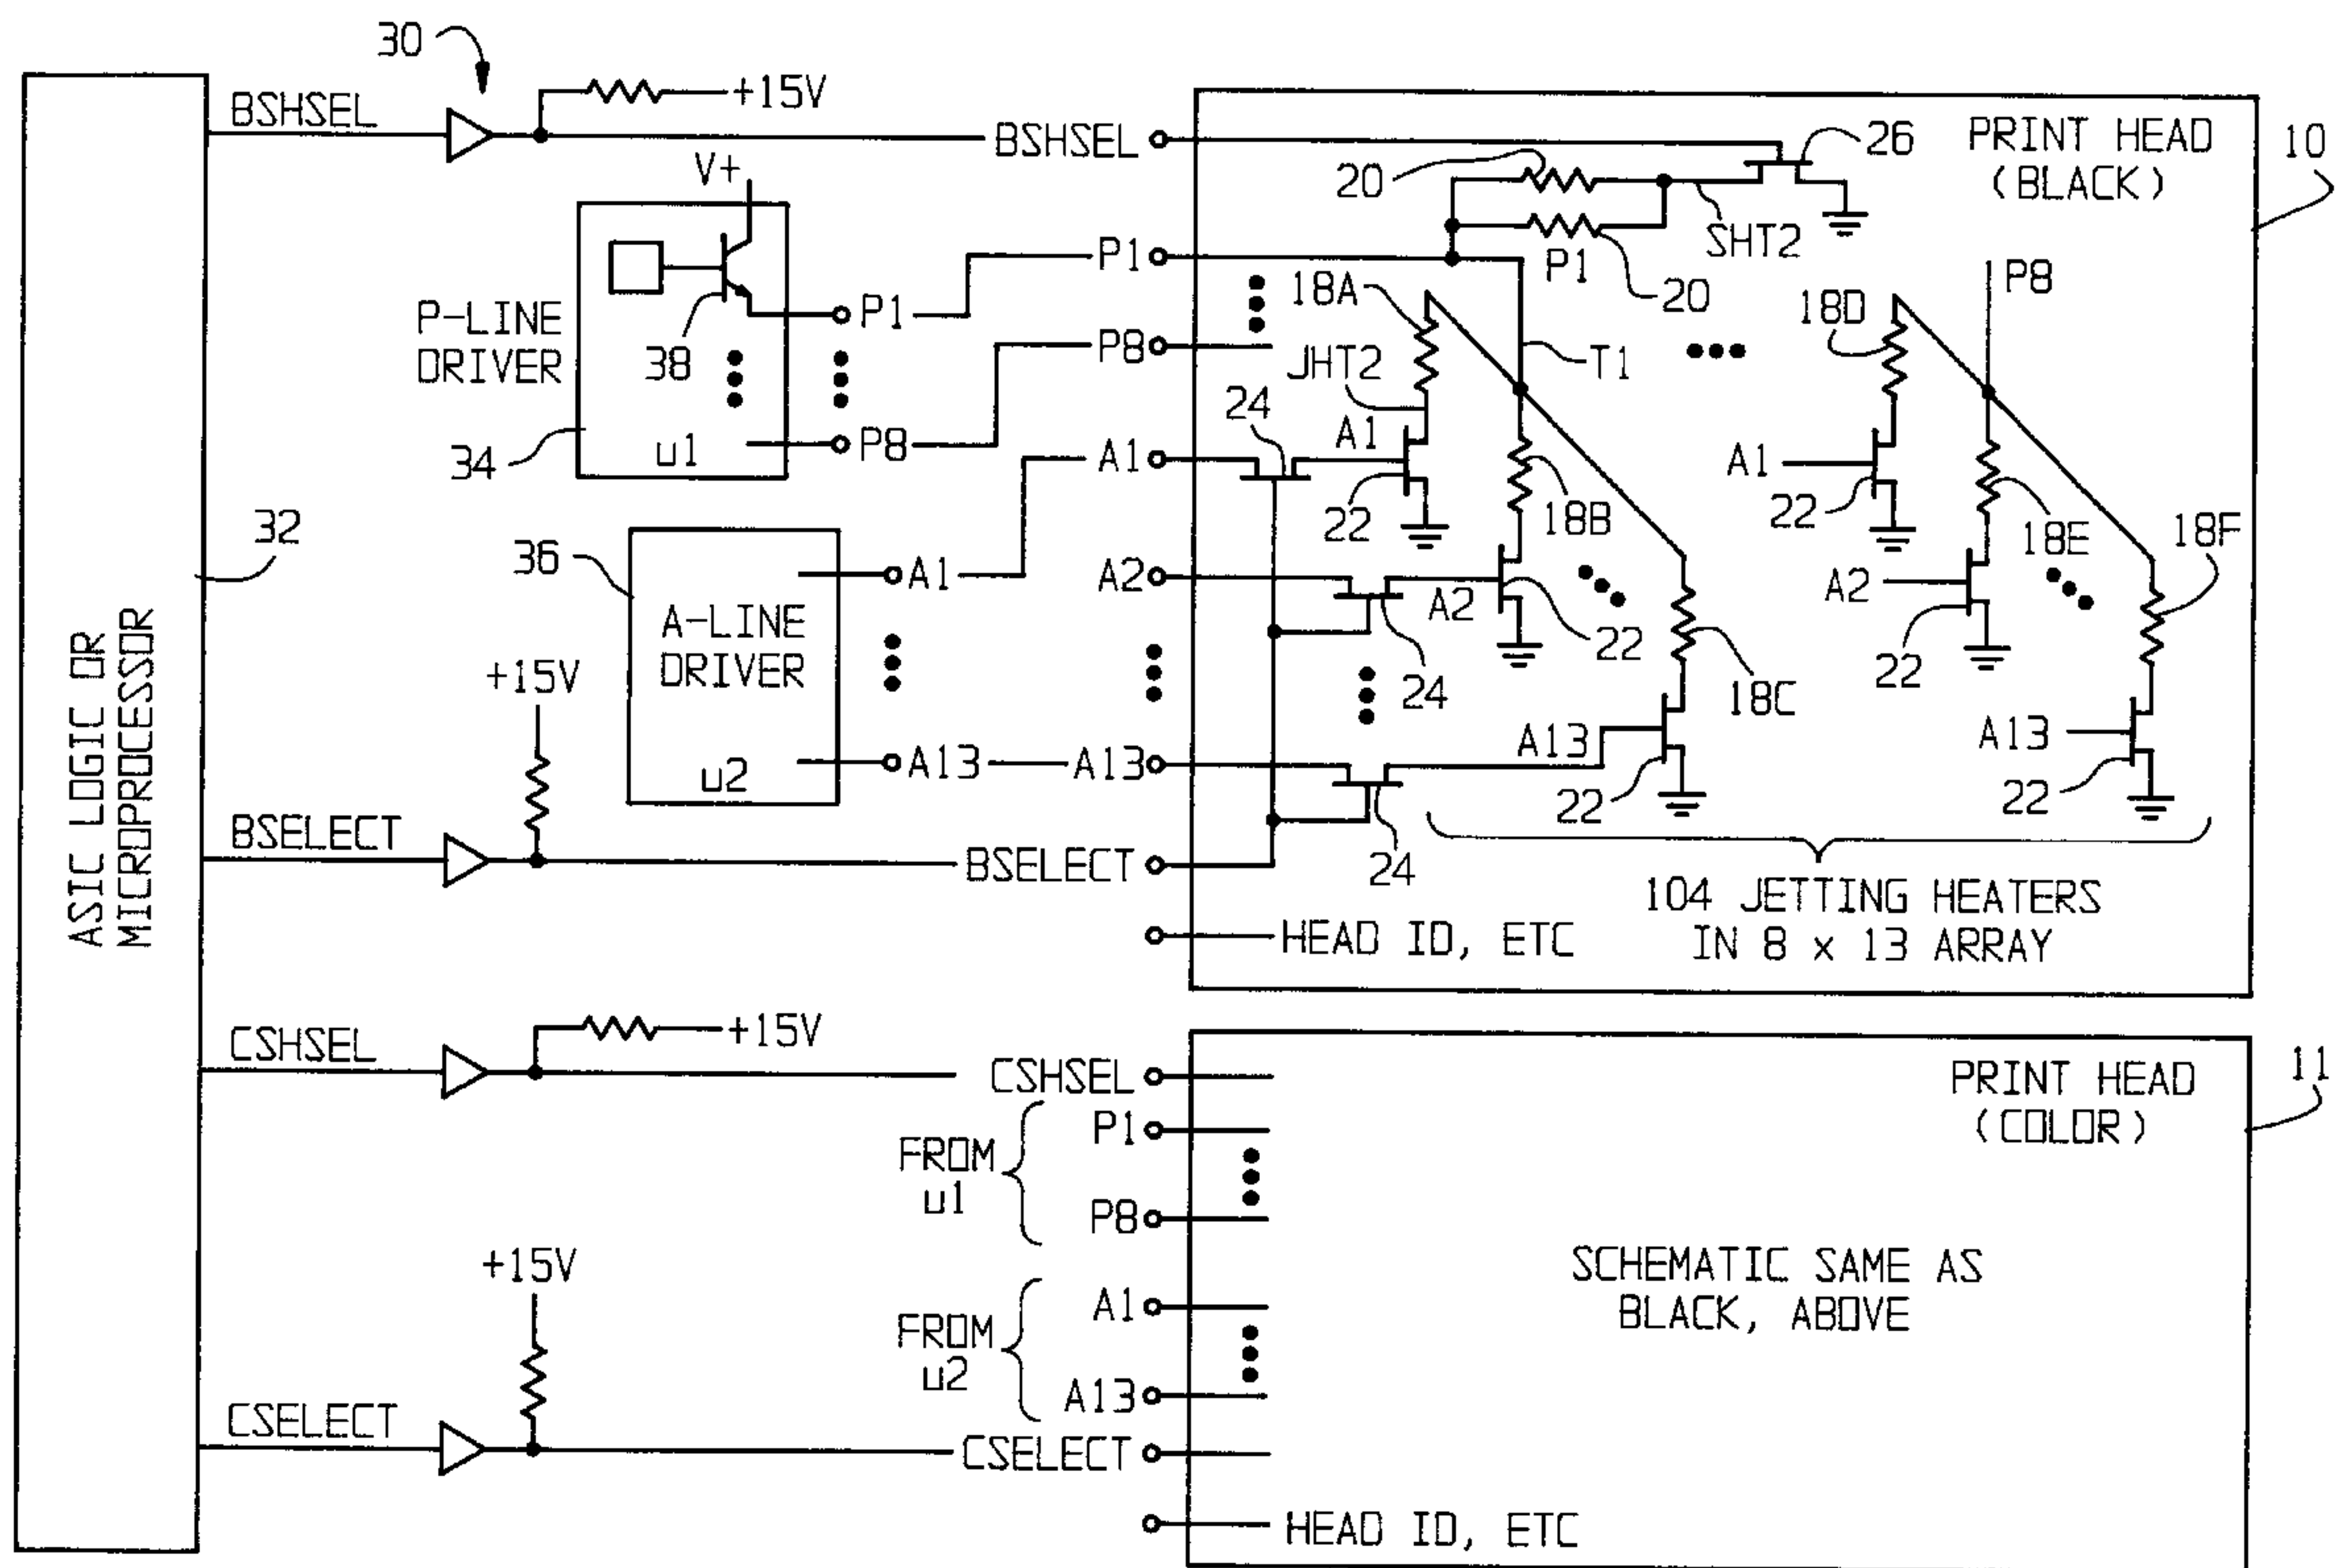 30
BSHSEL
+15V
BSHSEL
PRINT HEAD
(BLACK)
26
10
20
SHT2
P1
20
V+
P-LINE
DRIVER
38
34
u1
P1
P8
P1
P8
18A
JHT2
T1
18D
P8
24
A1
A1
22
18B
A1
22
18E
18F
32
36
A-LINE
DRIVER
u2
A1
A13
A2
A2
22
24
18C
A2
22
ASIC LOGIC OR
MICROPROCESSOR
+15V
A13
A13
22
A13
22
BSELECT
BSELECT
24
104 JETTING HEATERS
IN 8 x 13 ARRAY
HEAD ID, ETC
CSHSEL
+15V
CSHSEL
PRINT HEAD
(COLOR)
11
FROM
u1
P1
P8
+15V
FROM
u2
A1
A13
SCHEMATIC SAME AS
BLACK, ABOVE
CSELECT
CSELECT
HEAD ID, ETC